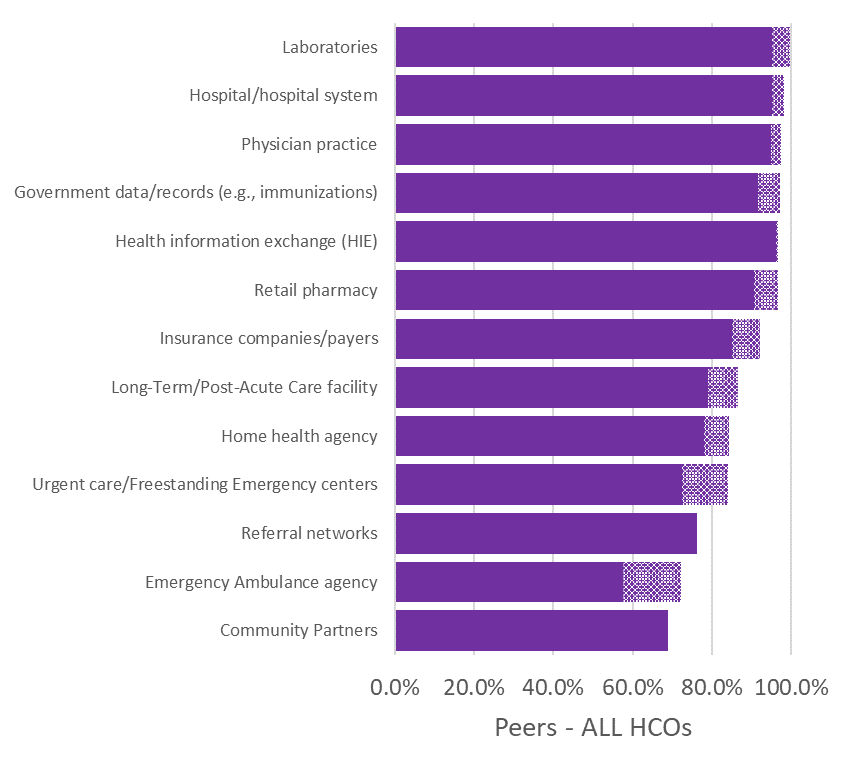 Laboratories
Hospital/hospital system
Physician practice
Government data/records (e.g., immunizations)
Health information exchange (HIE)
Retail pharmacy
Insurance companies/payers
Long-Term/Post-Acute Care facility
Home health agency
Urgent care/Freestanding Emergency centers
Referral networks
Emergency Ambulance agency
Community Partners
0.0% 20.0% 40.0% 60.0% 80.0% 100.0%
Peers - ALL HCOs